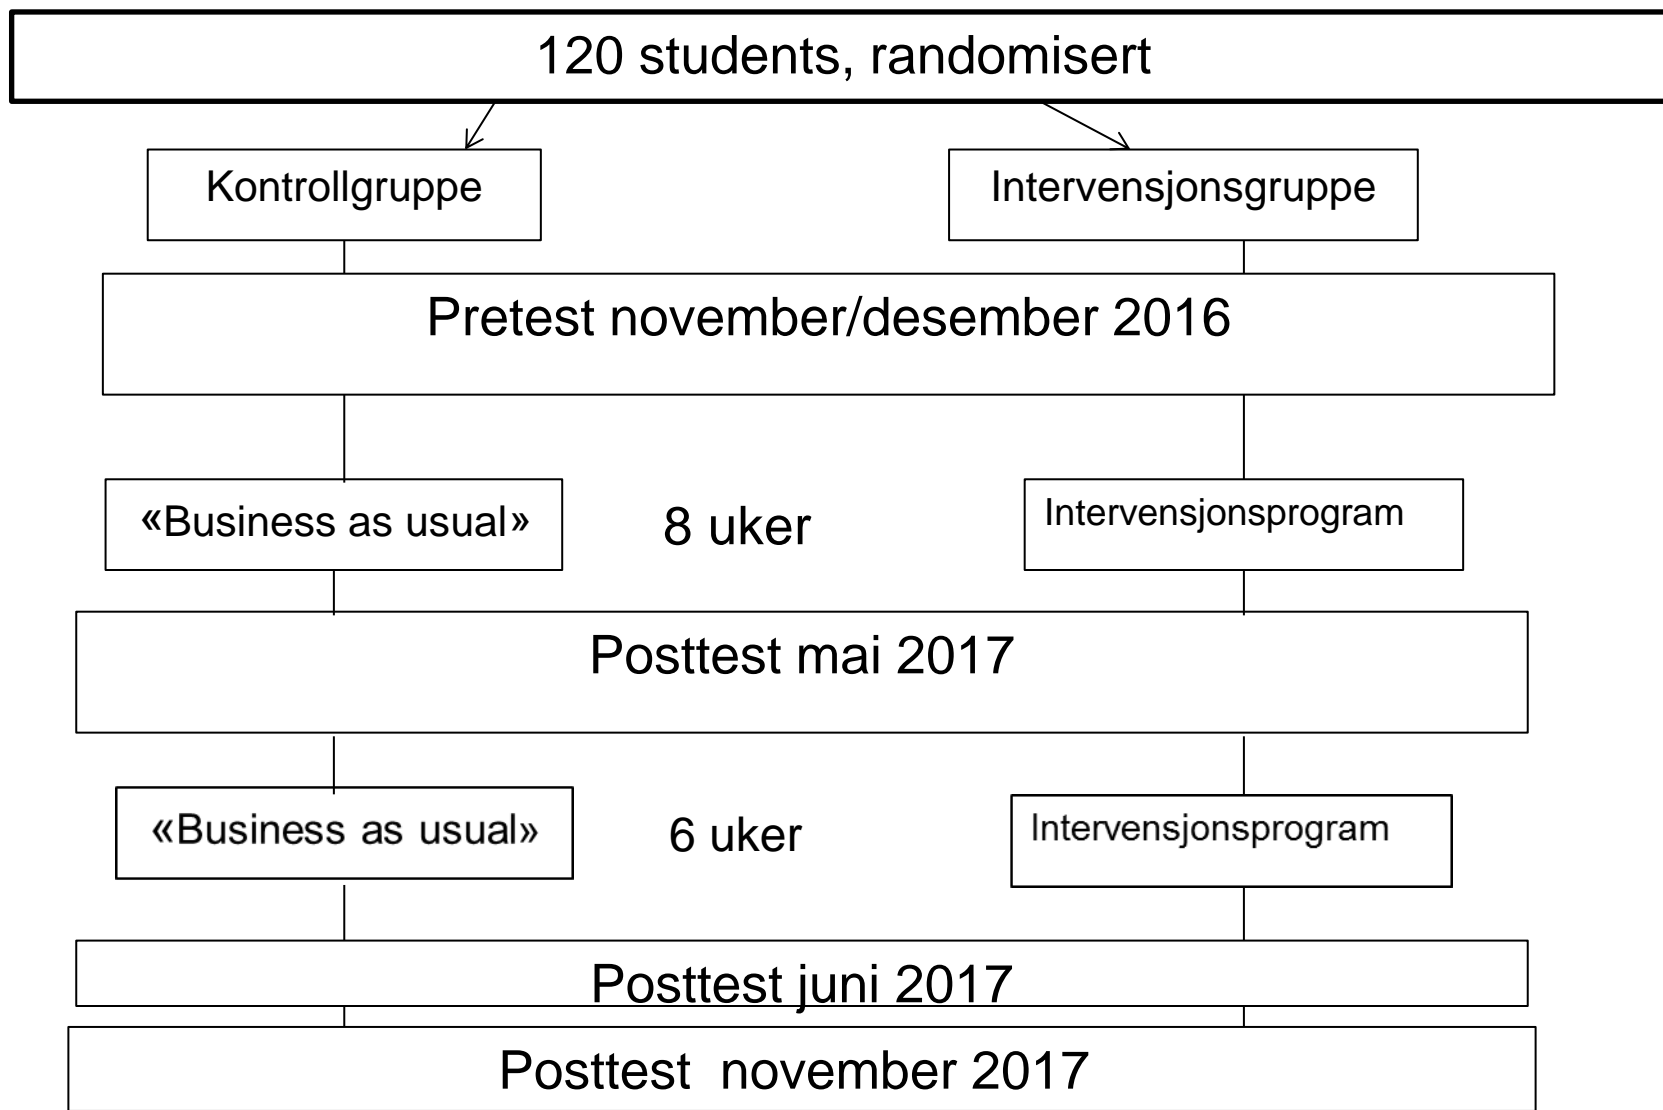 120 students, randomisert
Kontrollgruppe
Intervensjonsgruppe
Pretest november/desember 2016
«Business as usual»
8 uker
Intervensjonsprogram
Posttest mai 2017
«Business as usual»
6 uker
Intervensjonsprogram
Posttest juni 2017
Posttest november 2017